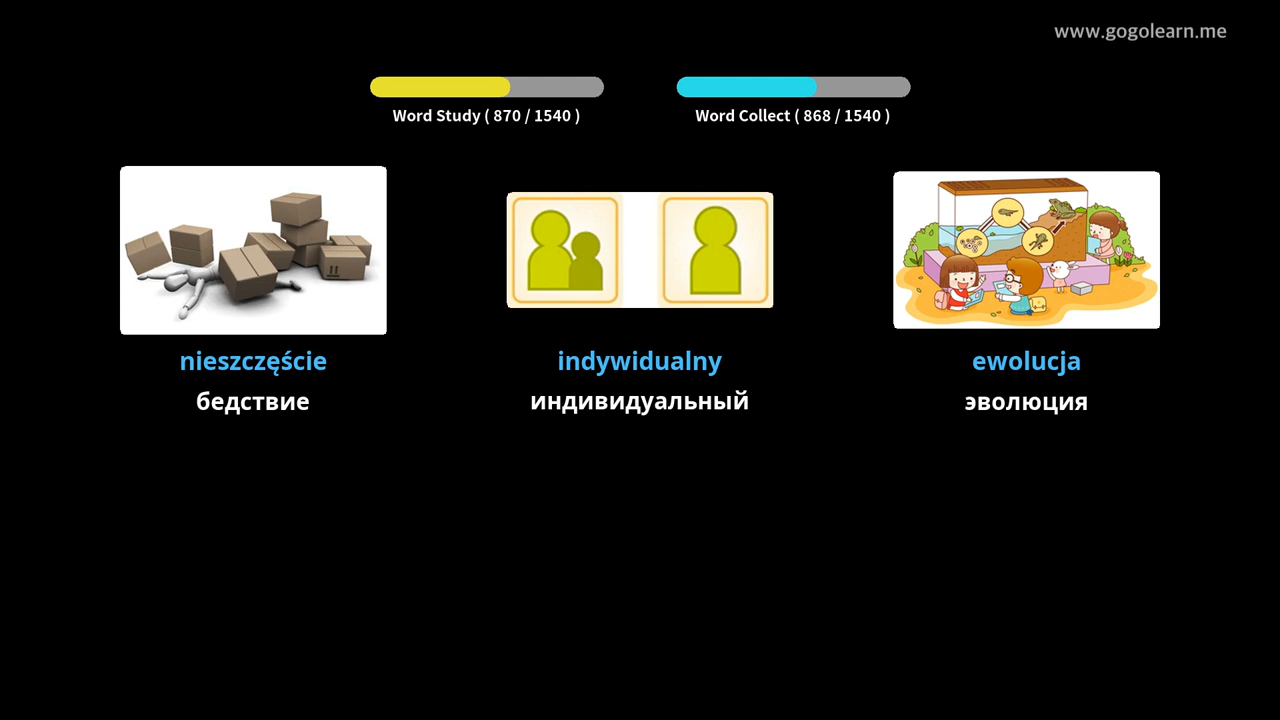 www.gogolearn.me
Word Study ( 870 / 1540 )
Word Collect ( 868 / 1540 )
nieszczęście
бедствие
indywidualny
индивидуальный
ewolucja
эволюция